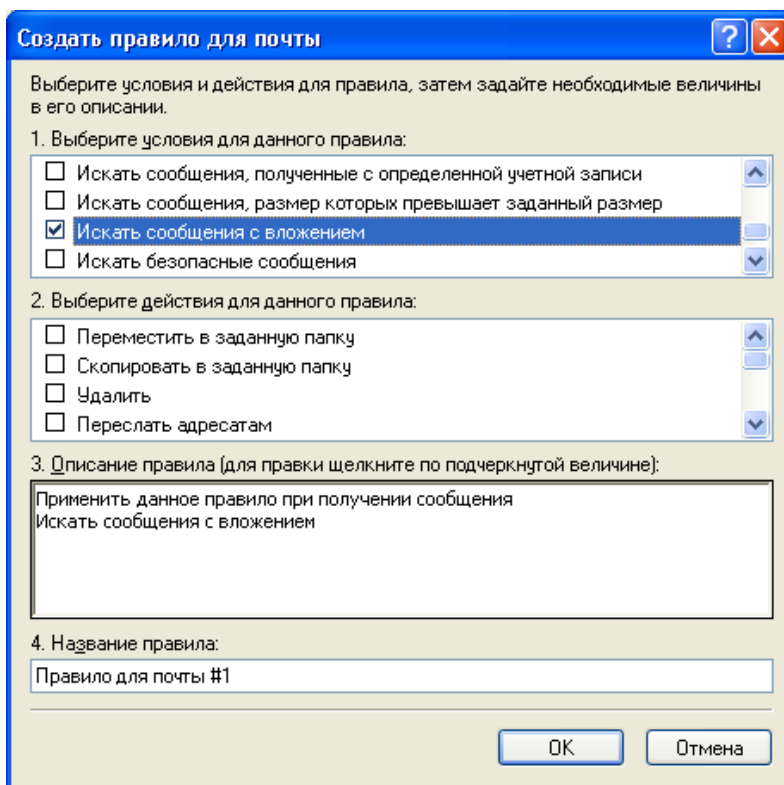 Создать правило для почты
Выберите условия и действия для правила, затем задайте необходимые величины
в его описании.
1. Выберите условия для данного правила:
Искать сообщения, полученные с определенной учетной записи
Искать сообщения, размер которых превышает заданный размер
Искать сообщения с вложением
Искать безопасные сообщения
2. Выберите действия для данного правила:
Переместить в заданную папку
Скопировать в заданную папку
Удалить
Переслать адресатам
3. Описание правила (для правки щелкните по подчеркнутой величине):
Применить данное правило при получении сообщения
Искать сообщения с вложением
4. Название правила:
Правило для почты #1
OK Отмена